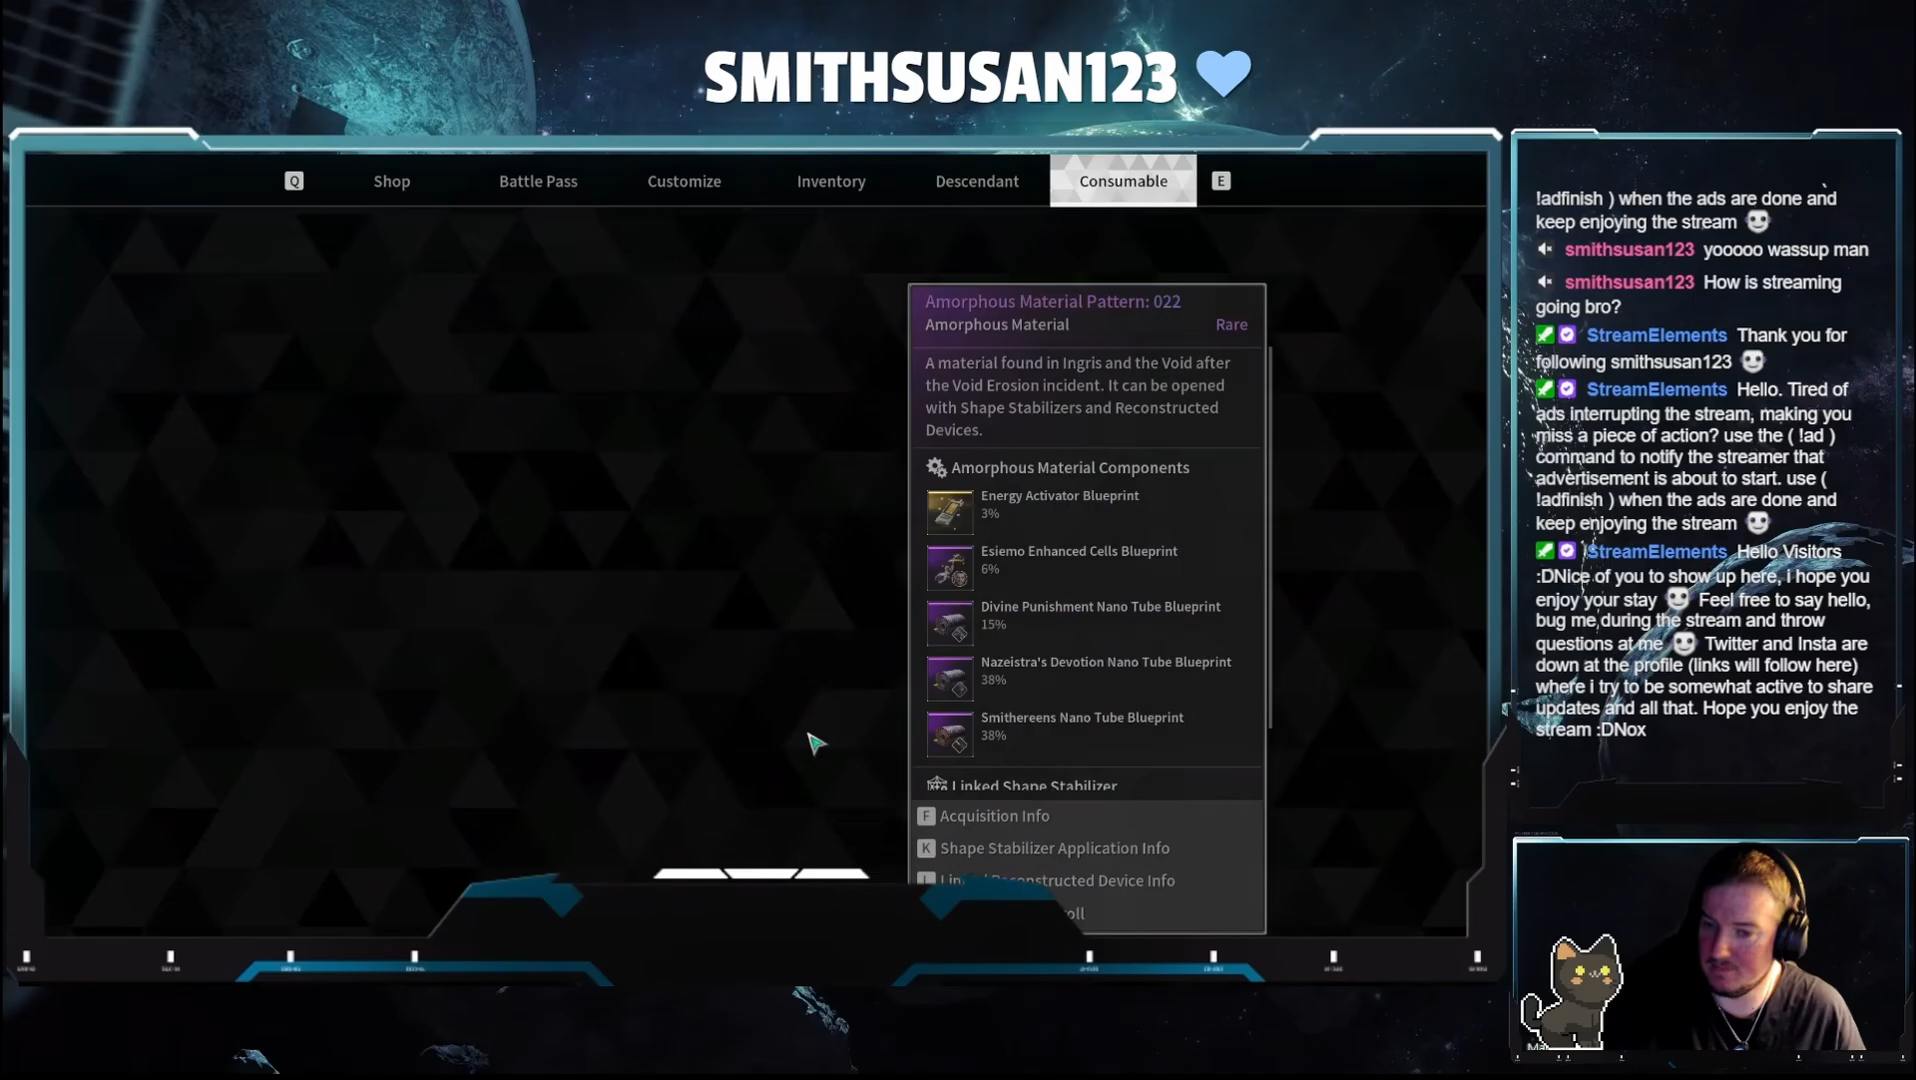 SMITHSUSAN123
Q Shop Battle Pass Customize Inventory Descendant Consumable E
Amorphous Material Pattern: 022
Amorphous Material Rare
A material found in Ingris and the Void after
the Void Erosion incident. It can be opened
with Shape Stabilizers and Reconstructed
Devices.
Amorphous Material Components
Energy Activator Blueprint
3%
Esiemo Enhanced Cells Blueprint
6%
Divine Punishment Nano Tube Blueprint
15%
Nazeistra's Devotion Nano Tube Blueprint
38%
Smithereens Nano Tube Blueprint
38%
Linked Shape Stabilizer
F Acquisition Info
K Shape Stabilizer Application Info
Reconstructed Device Info
!adfinish ) when the ads are done and
keep enjoying the stream
smithsusan123 yooooo wassup man
smithsusan123 How is streaming
going bro?
StreamElements Thank you for
following smithsusan123
StreamElements Hello. Tired of
ads interrupting the stream, making you
miss a piece of action? use the ( !ad )
command to notify the streamer that
advertisement is about to start. use (
!adfinish ) when the ads are done and
keep enjoying the stream
StreamElements Hello Visitors
:DNice of you to show up here, i hope you
enjoy your stay Feel free to say hello,
bug me during the stream and throw
questions at me Twitter and Insta are
down at the profile (links will follow here)
where i try to be somewhat active to share
updates and all that. Hope you enjoy the
stream :DNox